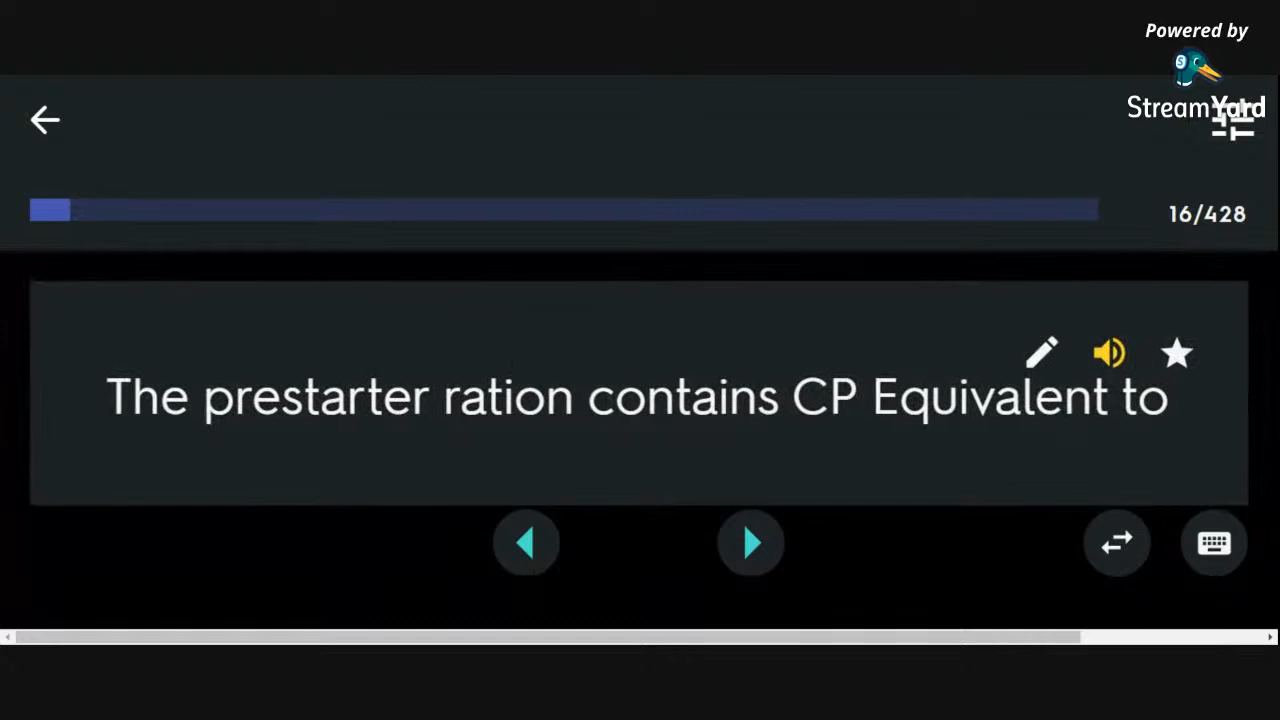 Powered by
StreamYard
16/428
The prestarter ration contains CP Equivalent to